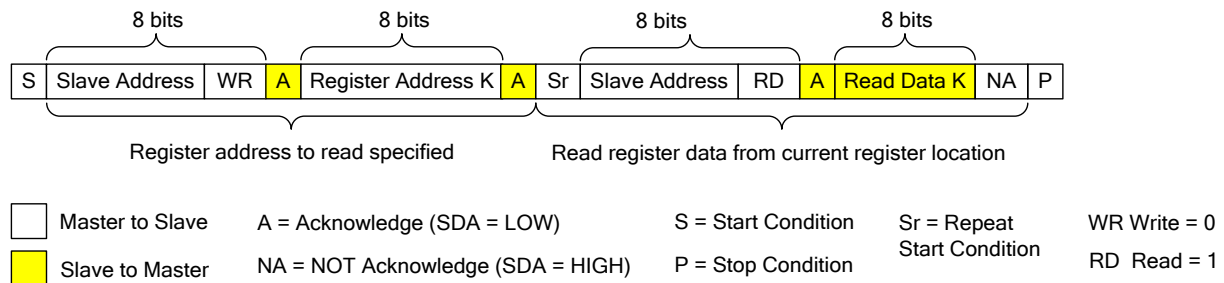 8 bits 8 bits 8 bits 8 bits
S Slave Address WR A Register Address K A Sr Slave Address RD A Read Data K NA P
Register address to read specified Read register data from current register location
Master to Slave A = Acknowledge (SDA = LOW) S = Start Condition Sr = Repeat WR Write = 0
Start Condition
Slave to Master NA = NOT Acknowledge (SDA = HIGH) P = Stop Condition RD Read = 1